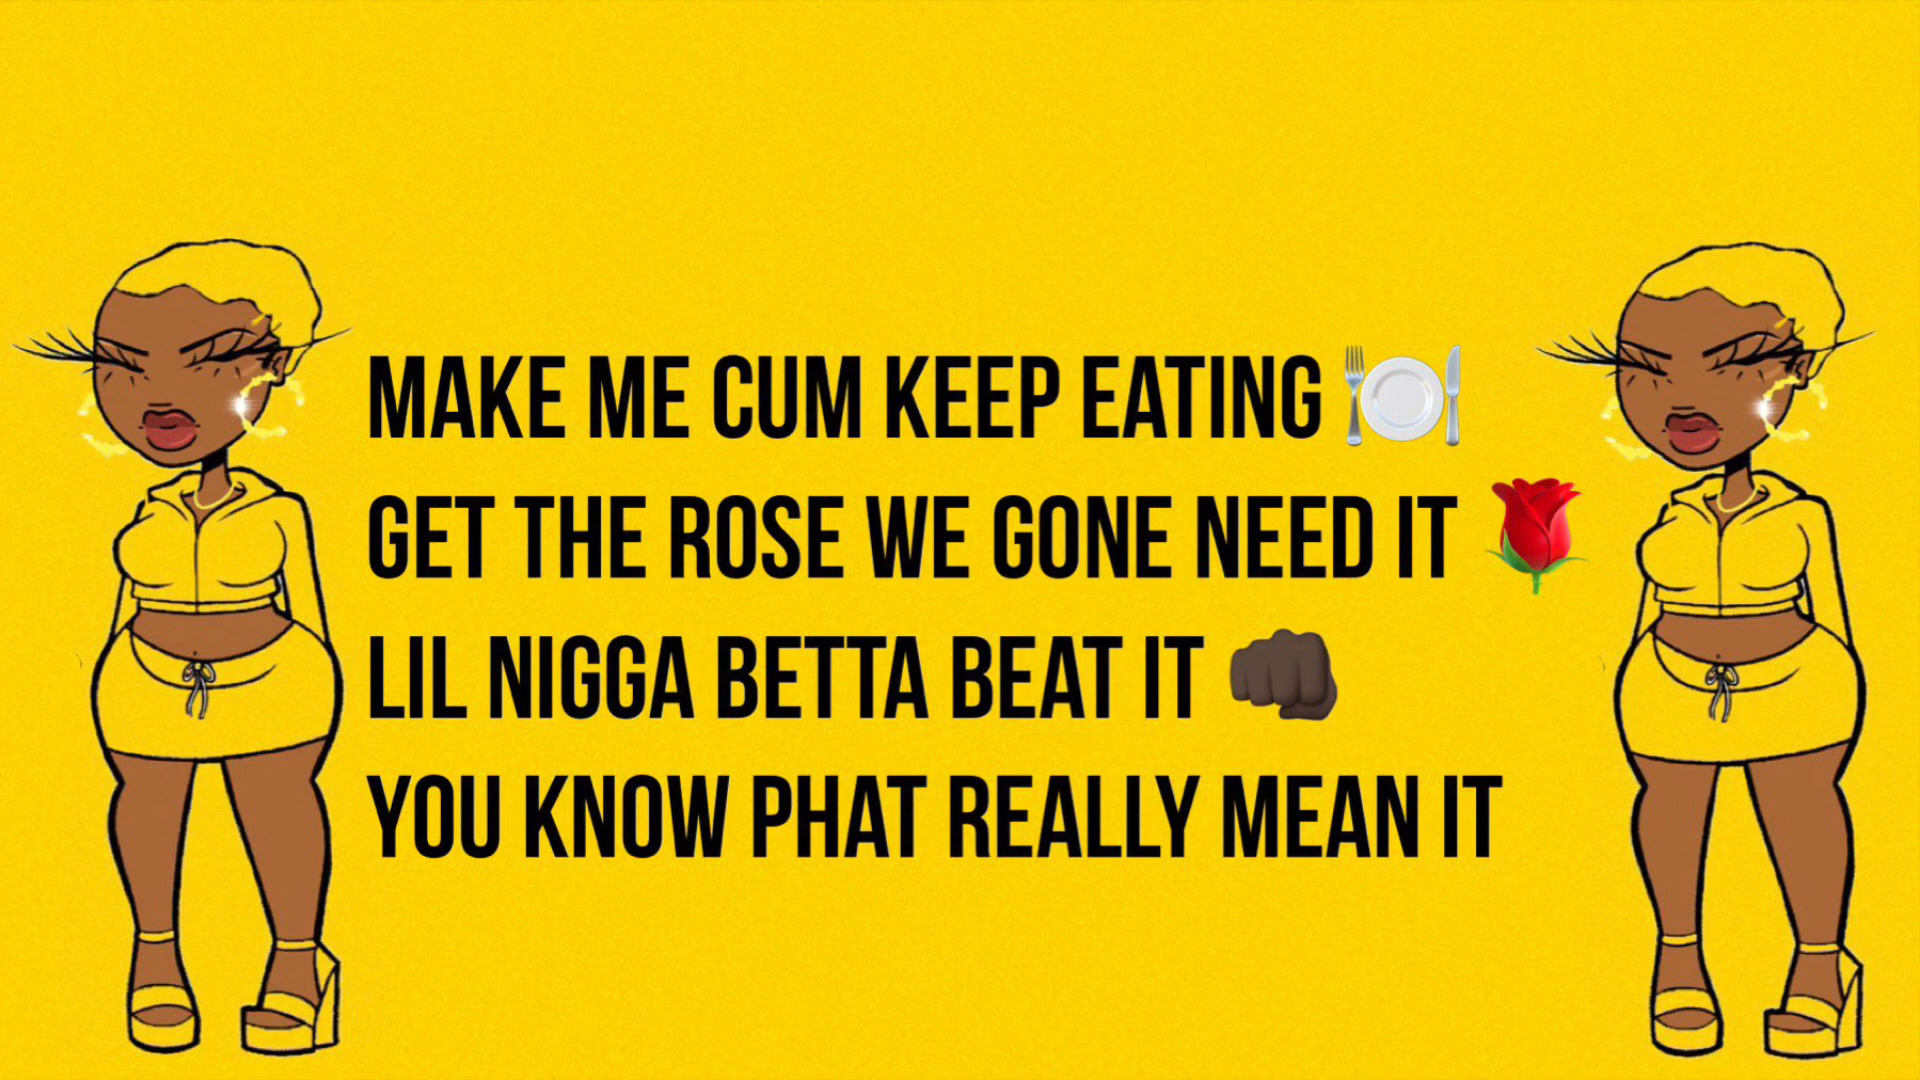 MAKE ME CUM KEEP EATING 🍽️
GET THE ROSE WE GONE NEED IT 🌹
LIL NIGGA BETTA BEAT IT 👊🏿
YOU KNOW PHAT REALLY MEAN IT